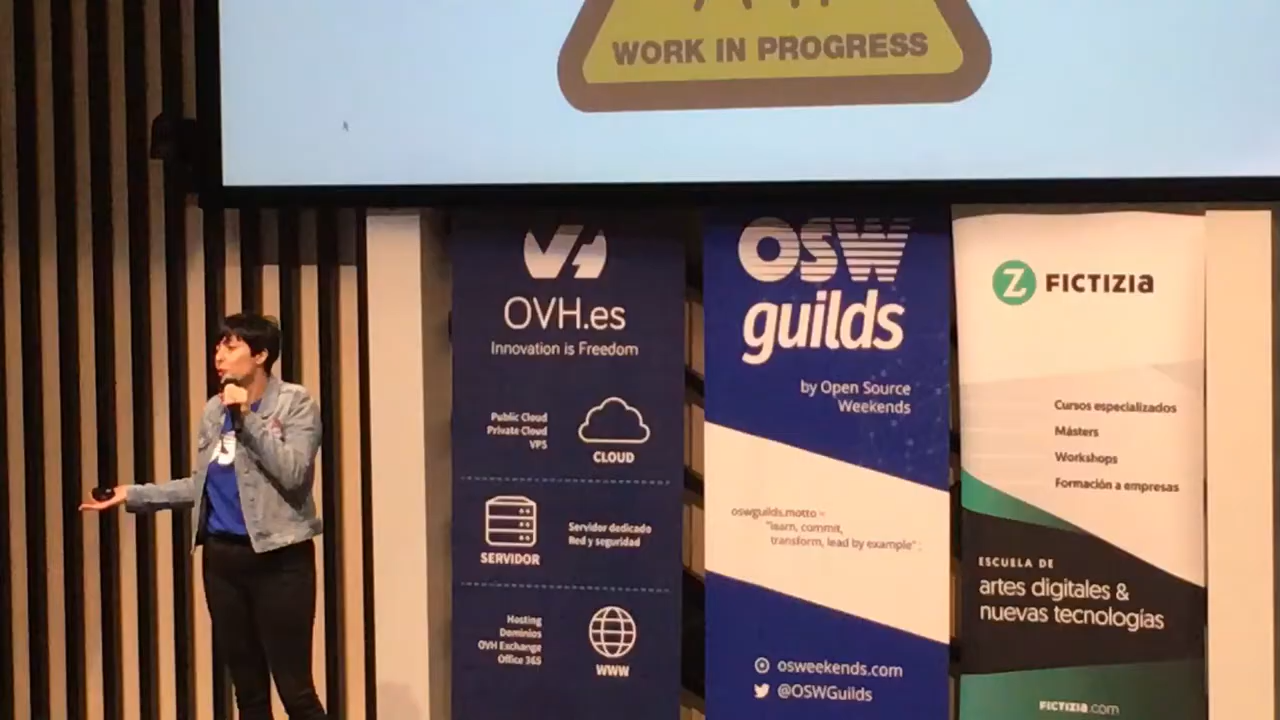 WORK IN PROGRESS
OVH.es
Innovation is Freedom
Public Cloud
Private Cloud
VPS
CLOUD
SERVIDOR
Servidor dedicado
Red y seguridad
Hosting
Dominios
OVH Exchange
Office 365
WWW
OSW
guilds
by Open Source
Weekends
oswguilds.motto =
"learn, commit,
transform, lead by example" ;
osweekends.com
@OSWGuilds
FICTIZIA
Cursos especializados
Másters
Workshops
Formación a empresas
ESCUELA DE
artes digitales &
nuevas tecnologías
FICTIZIA.com